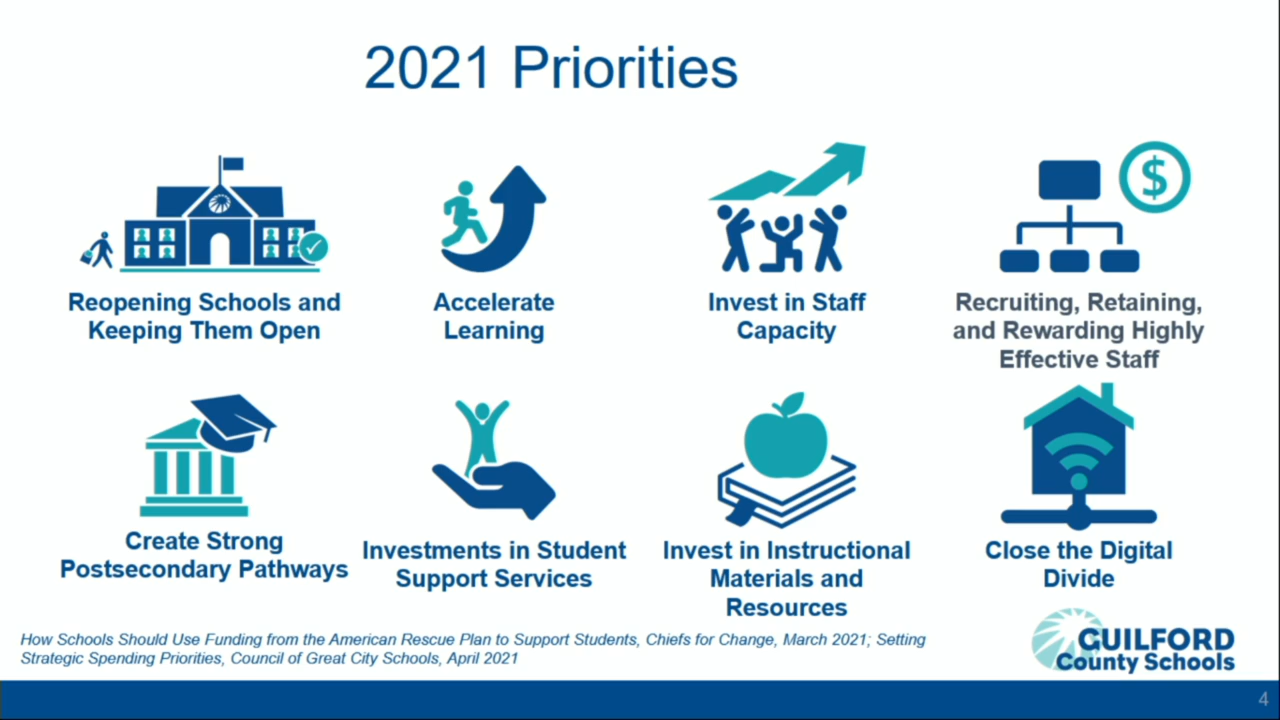 2021 Priorities
$
Reopening Schools and
Keeping Them Open
Accelerate
Learning
Invest in Staff
Capacity
Recruiting, Retaining,
and Rewarding Highly
Effective Staff
Create Strong
Postsecondary Pathways
Investments in Student
Support Services
Invest in Instructional
Materials and
Resources
Close the Digital
Divide
How Schools Should Use Funding from the American Rescue Plan to Support Students, Chiefs for Change, March 2021; Setting
Strategic Spending Priorities, Council of Great City Schools, April 2021
GUILFORD
County Schools
4